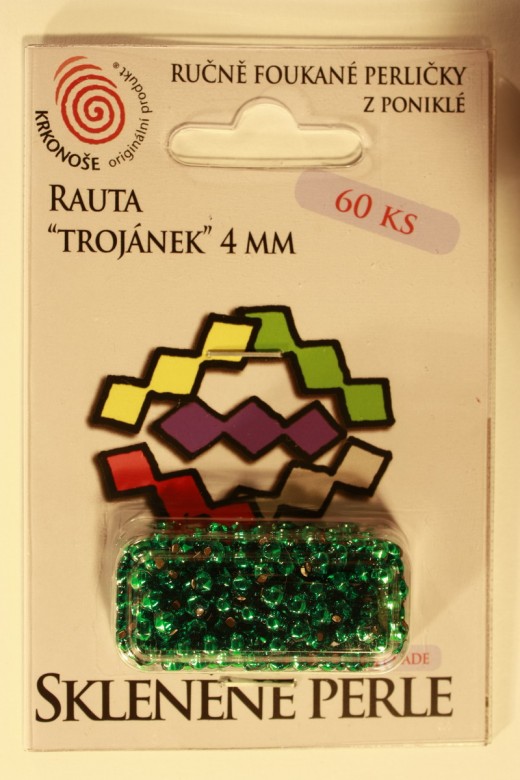 RUČNĚ FOUKANÉ PERLIČKY
Z PONIKLÉ
KRKONOŠE originální produkt®
RAUTA
“TROJÁNEK” 4 MM
60 KS
SKLENĚNÉ PERLE